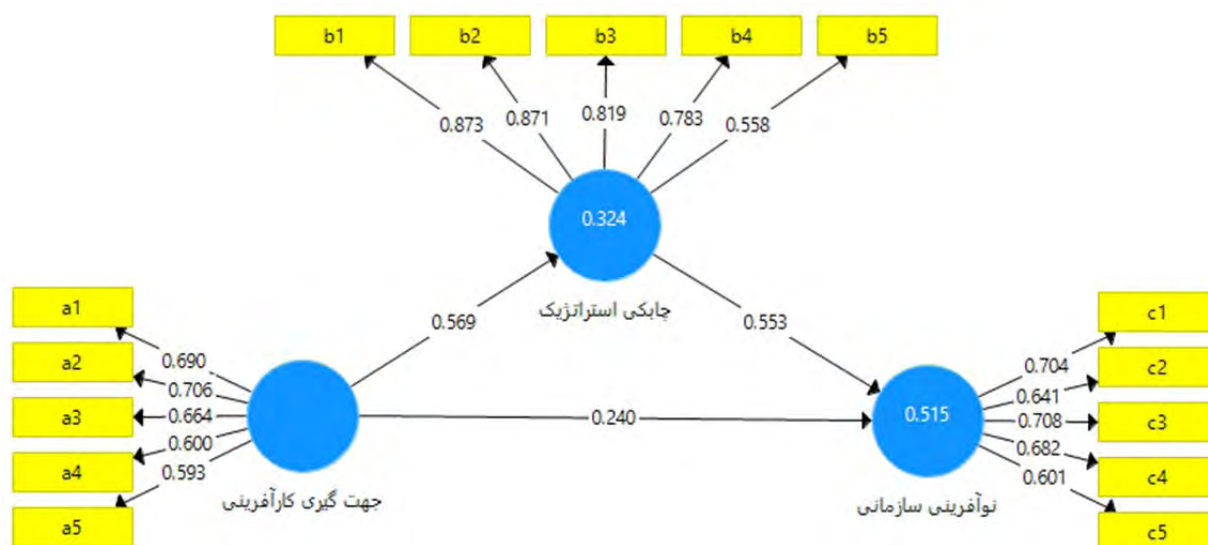 b1
b2
b3
b4
b5
0.873
0.871
0.819
0.783
0.558
0.324
چابکی استراتژیک
0.569
0.553
a1
a2
a3
a4
a5
0.690
0.706
0.664
0.600
0.593
جهت گیری کارآفرینی
0.240
0.515
نوآفرینی سازمانی
0.704
0.641
0.708
0.682
0.601
c1
c2
c3
c4
c5